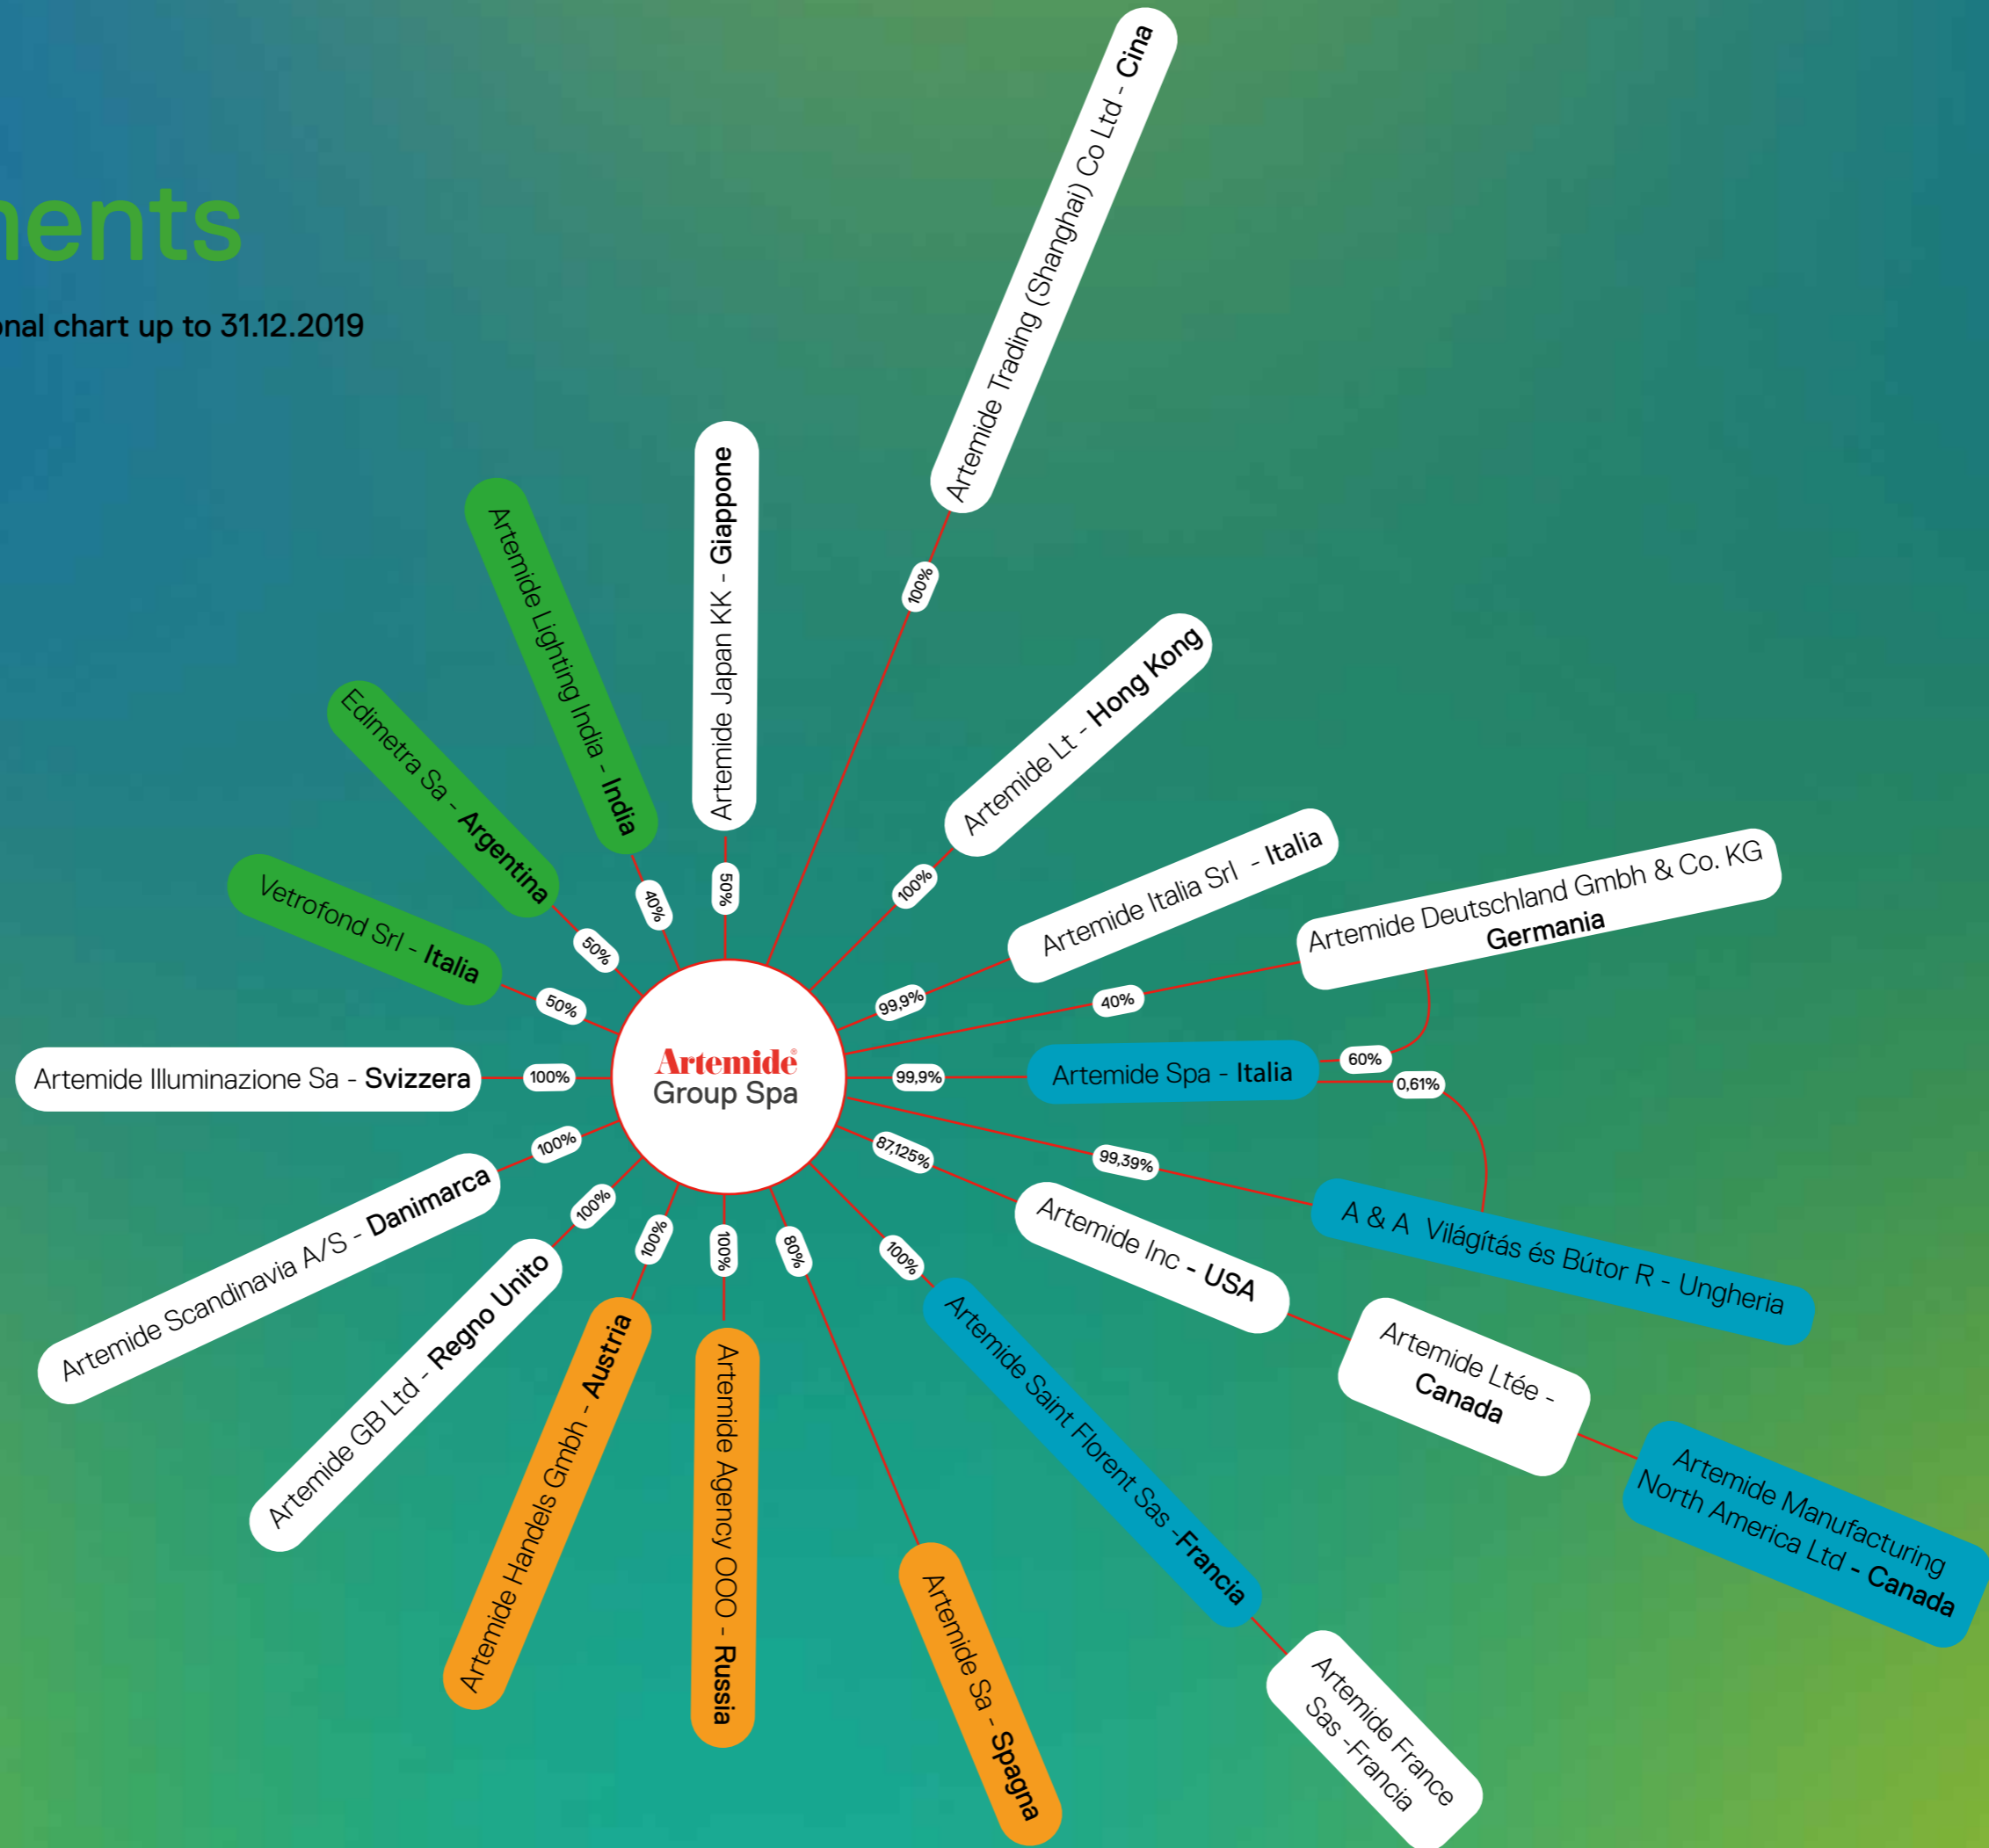 nents
onal chart up to 31.12.2019
Artemide
Group Spa
Artemide Trading (Shanghai) Co Ltd - Cina
100%
Artemide Japan KK - Giappone
50%
Artemide Lighting India - India
40%
Edimetra Sa - Argentina
50%
Vetrofond Srl - Italia
50%
Artemide Lt - Hong Kong
100%
Artemide Italia Srl - Italia
99,9%
Artemide Deutschland Gmbh & Co. KG
Germania
40%
Artemide Spa - Italia
99,9%
60%
0,61%
A & A Világítás és Bútor R - Ungheria
99,39%
Artemide Inc - USA
87,125%
Artemide Ltée -
Canada
Artemide Manufacturing
North America Ltd - Canada
Artemide Saint Florent Sas -Francia
100%
Artemide France
Sas -Francia
Artemide Sa - Spagna
80%
Artemide Agency OOO - Russia
100%
Artemide Handels Gmbh - Austria
100%
Artemide GB Ltd - Regno Unito
100%
Artemide Scandinavia A/S - Danimarca
100%
Artemide Illuminazione Sa - Svizzera
100%